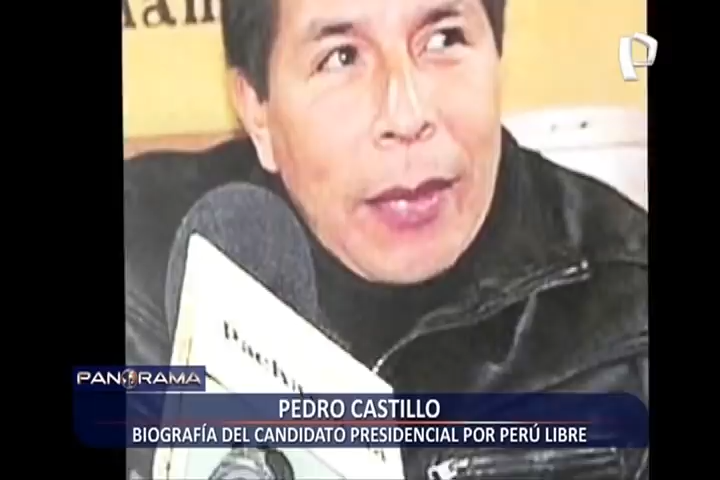 PANORAMA
PEDRO CASTILLO
BIOGRAFÍA DEL CANDIDATO PRESIDENCIAL POR PERÚ LIBRE